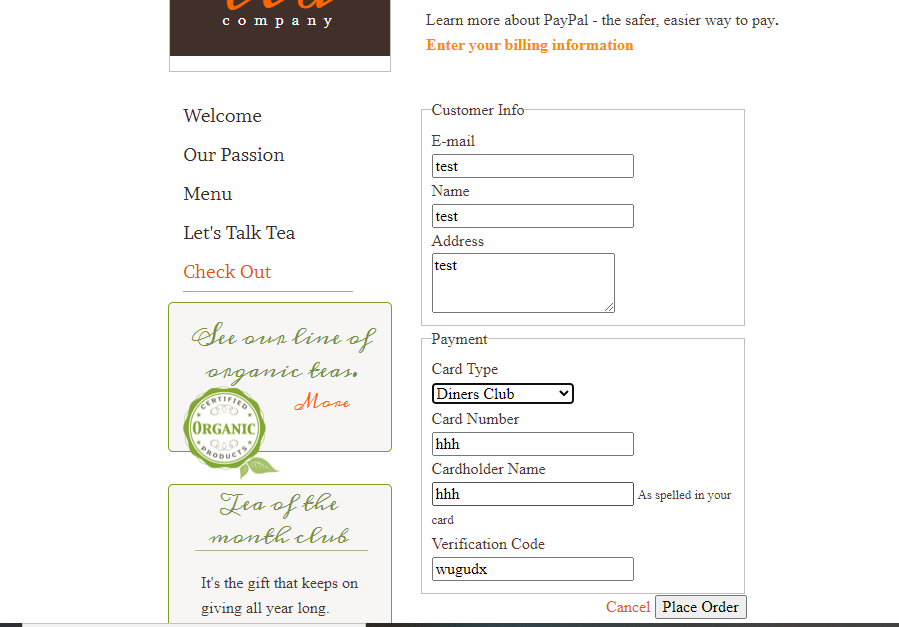 company
Learn more about PayPal - the safer, easier way to pay.
Enter your billing information
Welcome
Our Passion
Menu
Let's Talk Tea
Check Out
See our line of
organic teas.
More
CERTIFIED
ORGANIC
PRODUCTS
Tea of the
month club
It's the gift that keeps on
giving all year long.
Customer Info
E-mail
test
Name
test
Address
test
Payment
Card Type
Diners Club
Card Number
hhh
Cardholder Name
hhh As spelled in your
card
Verification Code
wugudx
Cancel Place Order